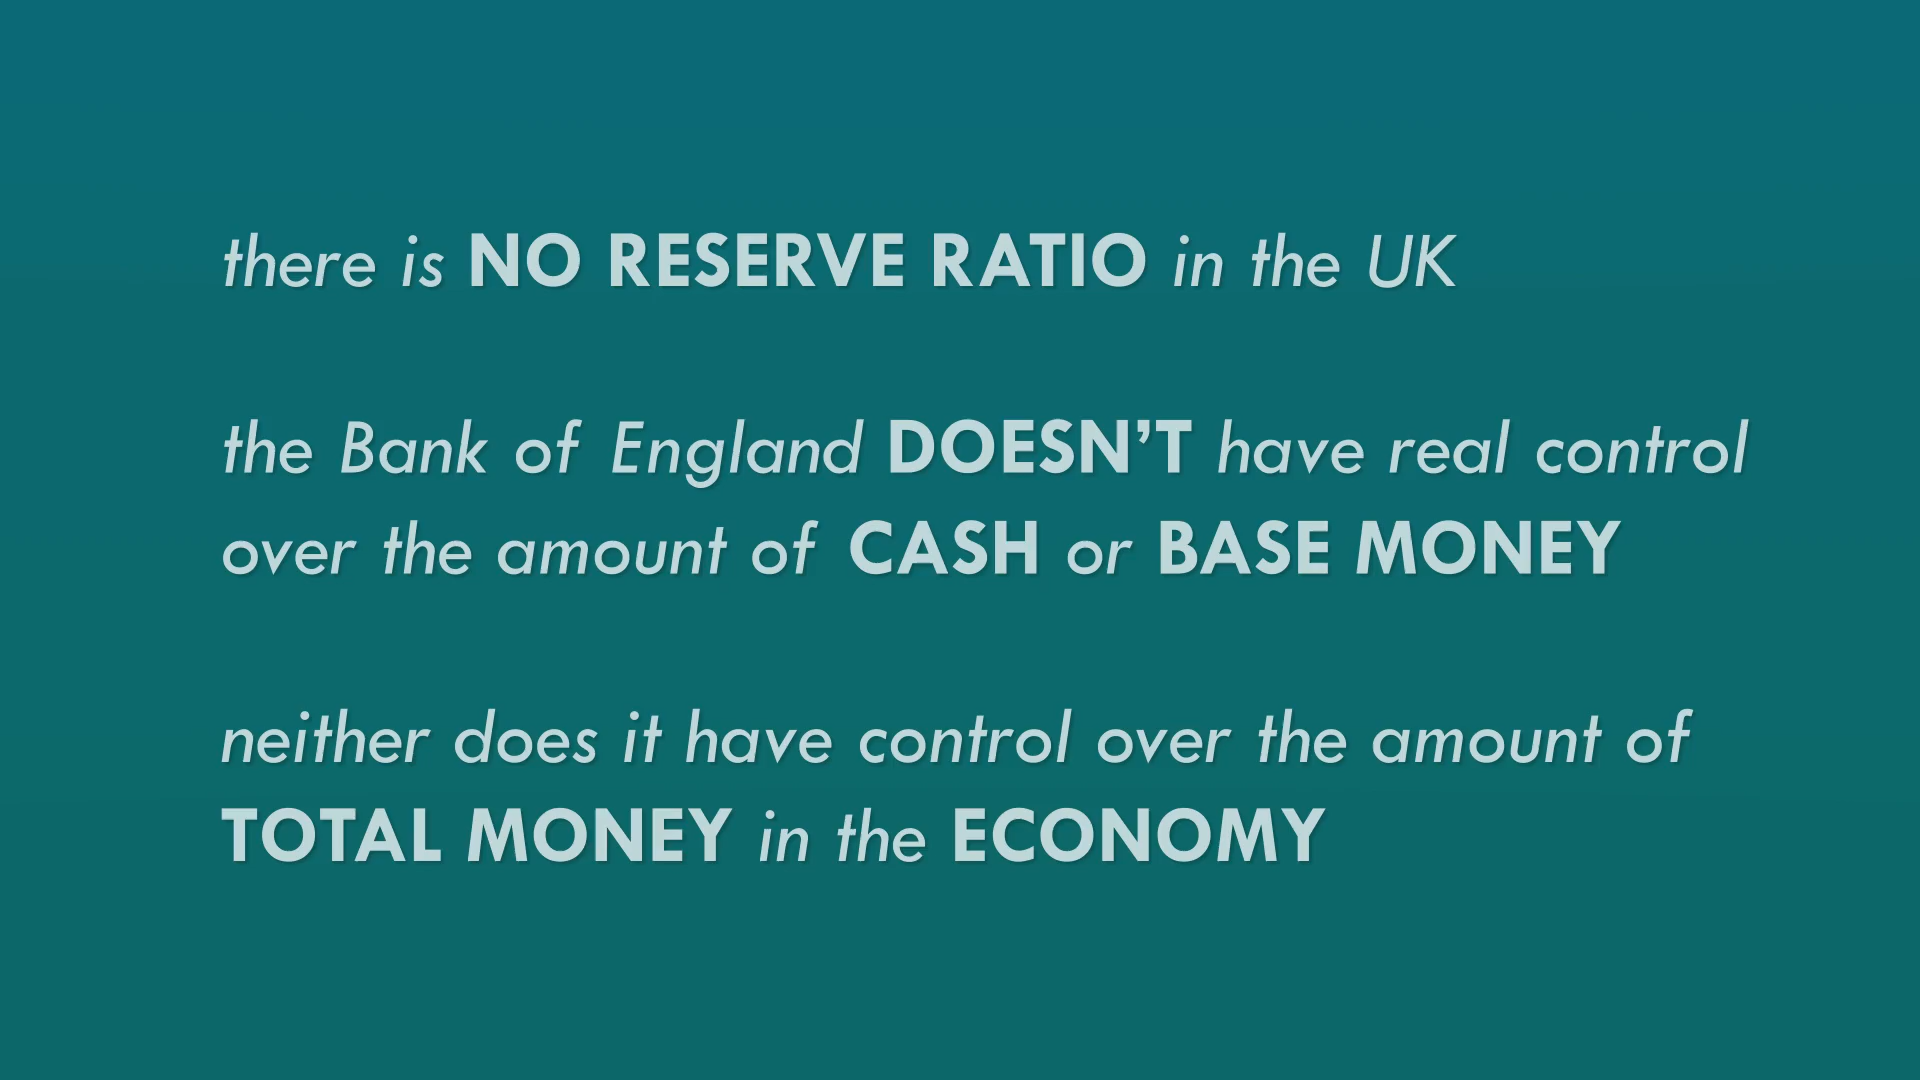 there is NO RESERVE RATIO in the UK
the Bank of England DOESN’T have real control
over the amount of CASH or BASE MONEY
neither does it have control over the amount of
TOTAL MONEY in the ECONOMY